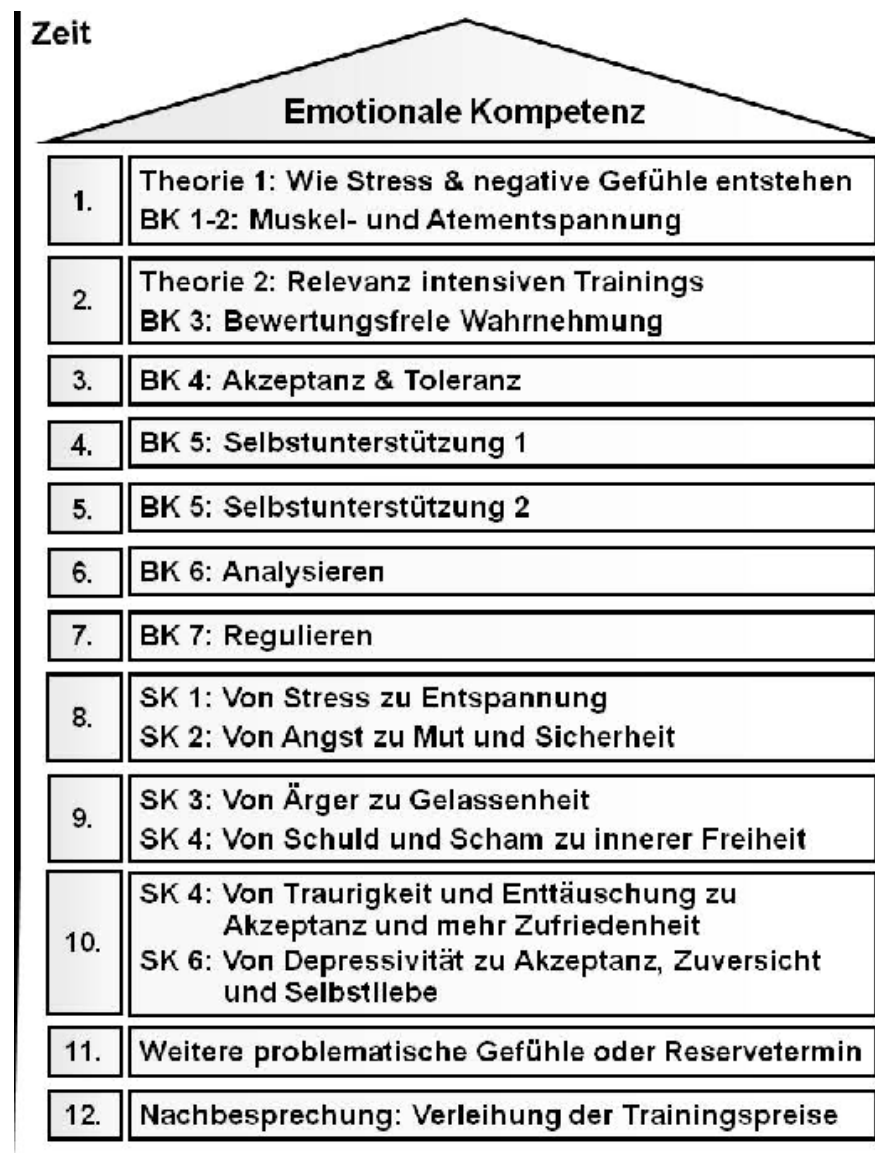 Zeit
Emotionale Kompetenz
1.
Theorie 1: Wie Stress & negative Gefühle entstehen
BK 1-2: Muskel- und Atementspannung
2.
Theorie 2: Relevanz intensiven Trainings
BK 3: Bewertungsfreie Wahrnehmung
3.
BK 4: Akzeptanz & Toleranz
4.
BK 5: Selbstunterstützung 1
5.
BK 5: Selbstunterstützung 2
6.
BK 6: Analysieren
7.
BK 7: Regulieren
8.
SK 1: Von Stress zu Entspannung
SK 2: Von Angst zu Mut und Sicherheit
9.
SK 3: Von Ärger zu Gelassenheit
SK 4: Von Schuld und Scham zu innerer Freiheit
10.
SK 4: Von Traurigkeit und Enttäuschung zu
Akzeptanz und mehr Zufriedenheit
SK 6: Von Depressivität zu Akzeptanz, Zuversicht
und Selbstliebe
11.
Weitere problematische Gefühle oder Reservetermin
12.
Nachbesprechung: Verleihung der Trainingspreise